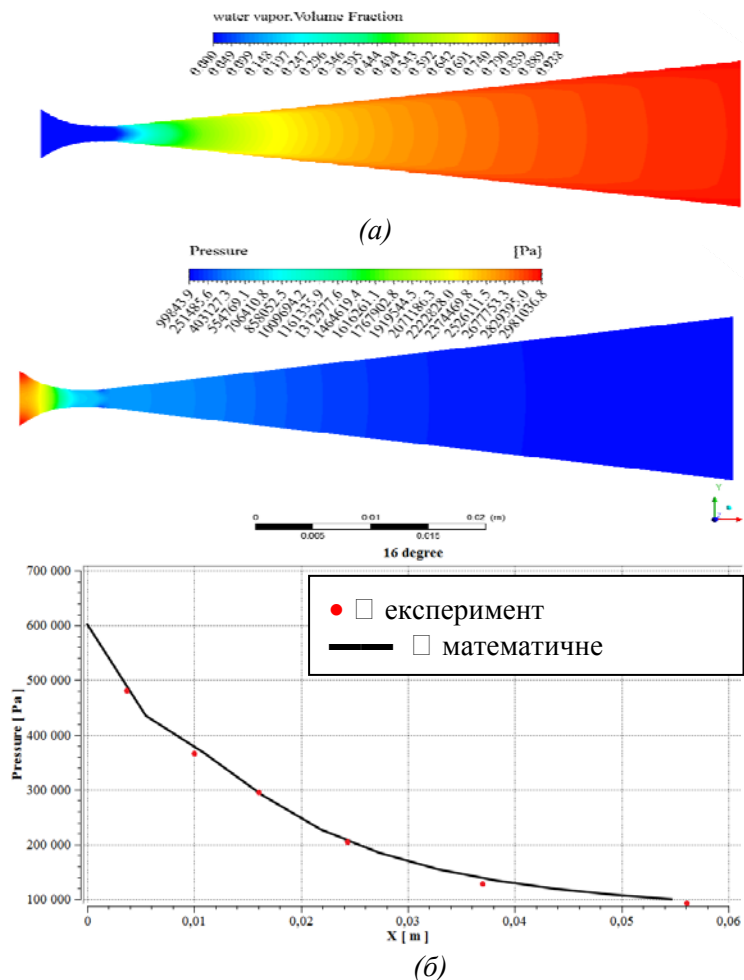 water vapor.Volume Fraction
0.000 0.049 0.099 0.148 0.197 0.247 0.296 0.346 0.395 0.444 0.494 0.543 0.592 0.642 0.691 0.740 0.790 0.839 0.889 0.938
(а)
Pressure [Pa]
99843.9 251485.6 403127.3 554769.1 706410.8 858052.5 1009694.2 1161335.9 1312977.6 1464619.4 1616261.1 1767902.8 1919544.5 2071186.3 2222828.0 2374469.8 2526111.5 2677753.3 2829395.0 2981036.8
Y
0 0.01 0.02 (m)
0.005 0.015
16 degree
700 000
600 000
500 000
400 000
300 000
200 000
100 000
Pressure [ Pa ]
● □ експеримент
□ математичне
0 0,01 0,02 0,03 0,04 0,05 0,06
X [ m ]
(б)